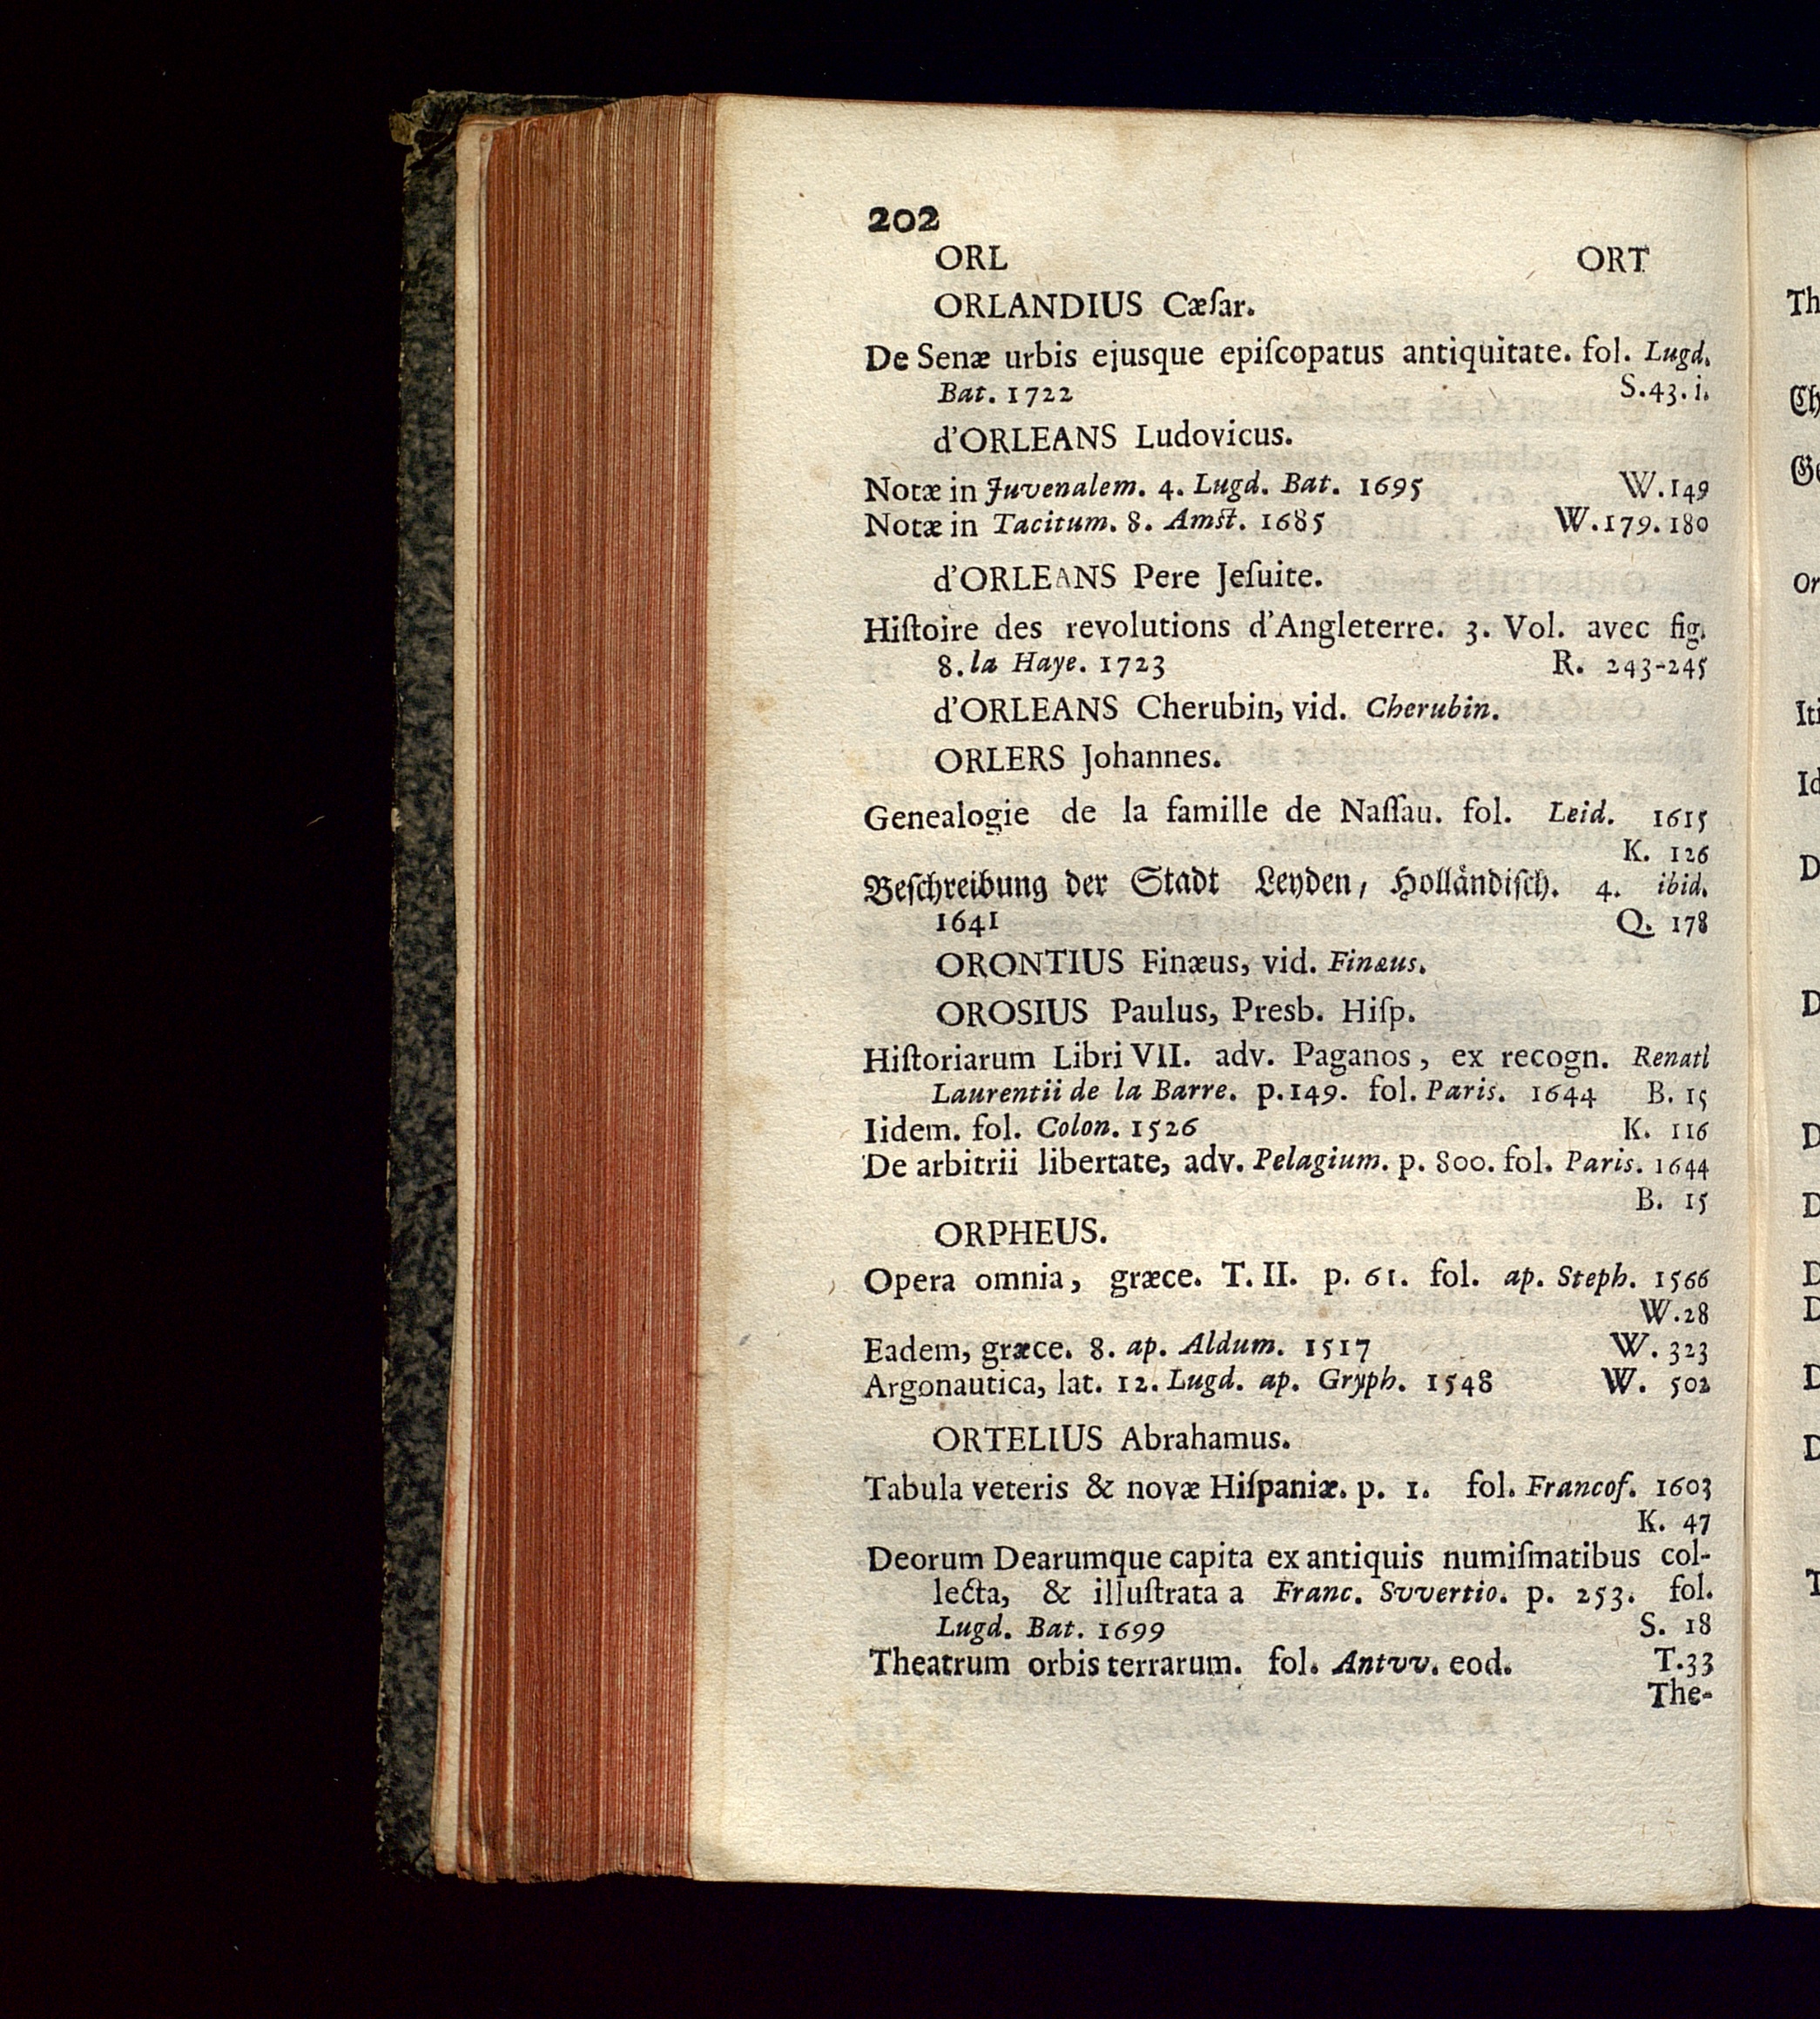 202
ORL ORT
ORLANDIUS Cæſar.
De Senæ urbis ejusque epiſcopatus antiquitate. fol. Lugd.
Bat. 1722 S.43. i.
d'ORLEANS Ludovicus.
Notæ in Juvenalem. 4. Lugd. Bat. 1695 W.149
Notæ in Tacitum. 8. Amſt. 1685 W.179.180
d'ORLEANS Pere Jeſuite.
Hiſtoire des revolutions d'Angleterre. 3. Vol. avec fig.
8. la Haye. 1723 R. 243-245
d'ORLEANS Cherubin, vid. Cherubin.
ORLERS Johannes.
Genealogie de la famille de Naſſau. fol. Leid. 1615
K. 126
Beſchreibung der Stadt Leyden, Holländiſch. 4. ibid.
1641 Q. 178
ORONTIUS Finæus, vid. Finæus.
OROSIUS Paulus, Presb. Hiſp.
Hiſtoriarum Libri VII. adv. Paganos, ex recogn. Renati
Laurentii de la Barre. p.149. fol. Paris. 1644 B. 15
Iidem. fol. Colon. 1526 K. 116
De arbitrii libertate, adv. Pelagium. p. 800. fol. Paris. 1644
B. 15
ORPHEUS.
Opera omnia, græce. T. II. p. 61. fol. ap. Steph. 1566
W.28
Eadem, græce. 8. ap. Aldum. 1517 W. 323
Argonautica, lat. 12. Lugd. ap. Gryph. 1548 W. 502
ORTELIUS Abrahamus.
Tabula veteris & novæ Hiſpaniæ. p. 1. fol. Francof. 1603
K. 47
Deorum Dearumque capita ex antiquis numiſmatibus col-
lecta, & illuſtrata a Franc. Svvertio. p. 253. fol.
Lugd. Bat. 1699 S. 18
Theatrum orbis terrarum. fol. Antvv. eod. T.33
The-